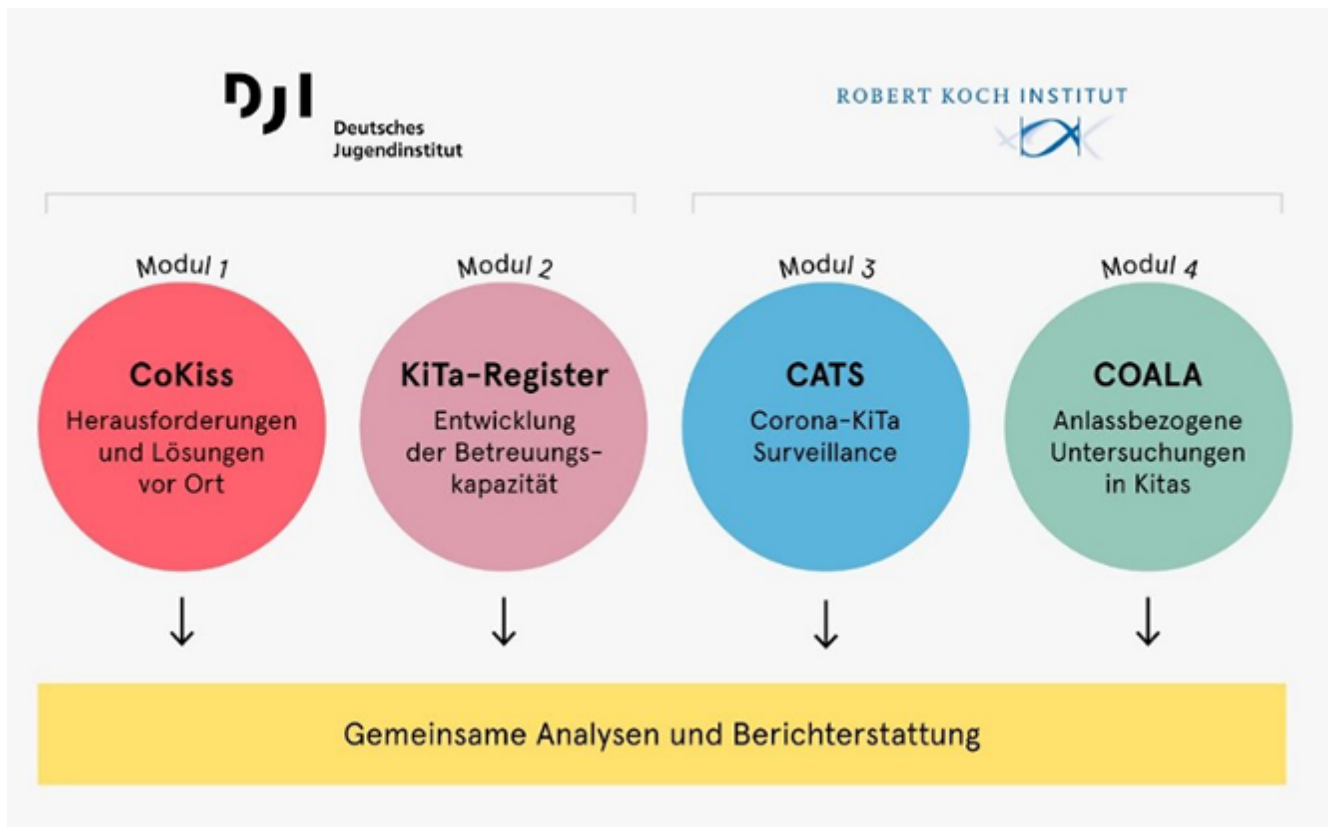 DJI
Deutsches
Jugendinstitut
ROBERT KOCH INSTITUT
Modul 1
CoKiss
Herausforderungen
und Lösungen
vor Ort
Modul 2
KiTa-Register
Entwicklung
der Betreuungs-
kapazität
Modul 3
CATS
Corona-KiTa
Surveillance
Modul 4
COALA
Anlassbezogene
Untersuchungen
in Kitas
Gemeinsame Analysen und Berichterstattung